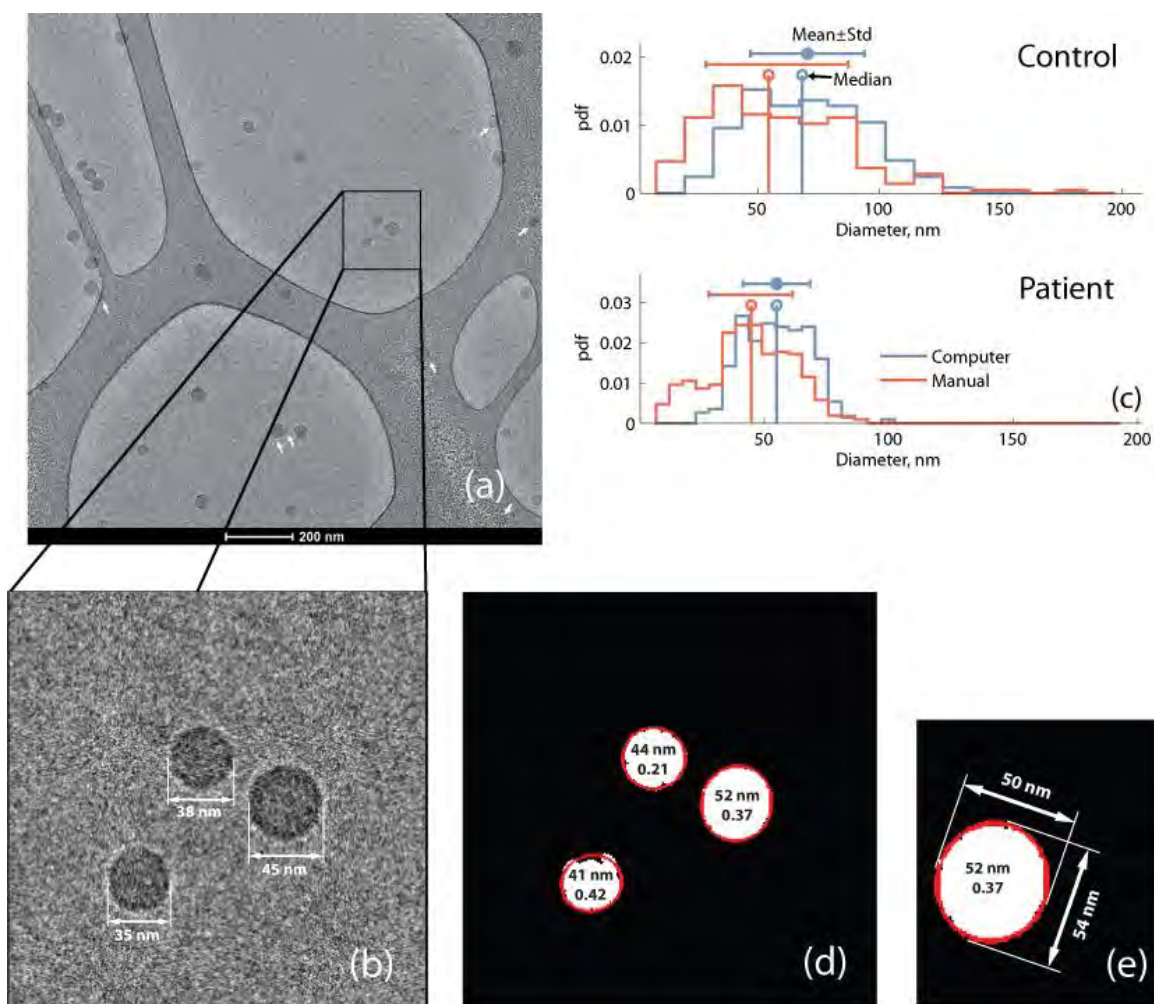 (a)
200 nm
Mean±Std
Control
Median
0.02
0.01
0
pdf
50
100
150
200
Diameter, nm
Patient
0.03
0.02
0.01
0
pdf
Computer
Manual
(c)
50
100
150
200
Diameter, nm
38 nm
45 nm
35 nm
(b)
44 nm
0.21
52 nm
0.37
41 nm
0.42
(d)
50 nm
52 nm
0.37
54 nm
(e)